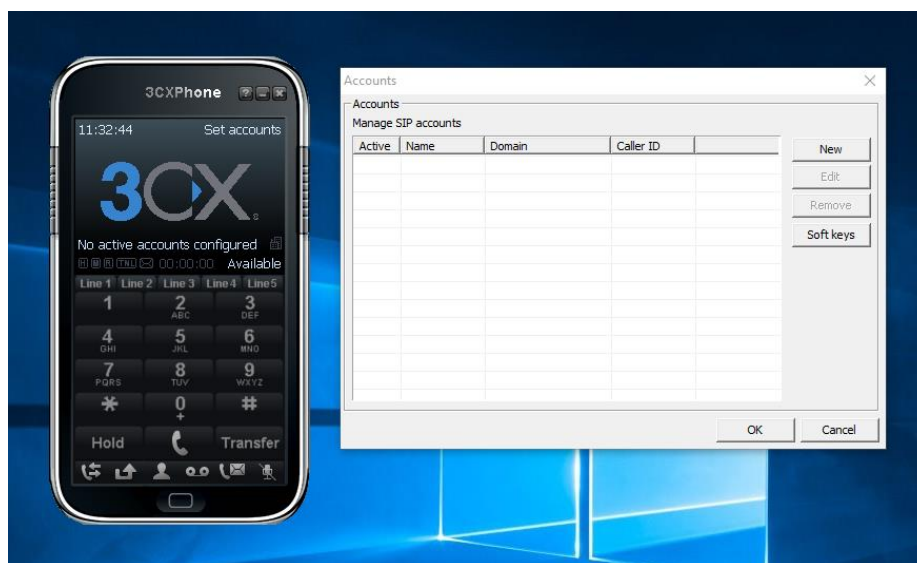 3CXPhone
11:32:44 Set accounts
3CX
No active accounts configured
00:00:00 Available
Line 1 Line 2 Line 3 Line 4 Line 5
1 2 3
ABC DEF
4 5 6
GHI JKL MNO
7 8 9
PQRS TUV WXYZ
* 0 #
+
Hold Transfer
Accounts
Accounts
Manage SIP accounts
Active Name Domain Caller ID
New
Edit
Remove
Soft keys
OK Cancel